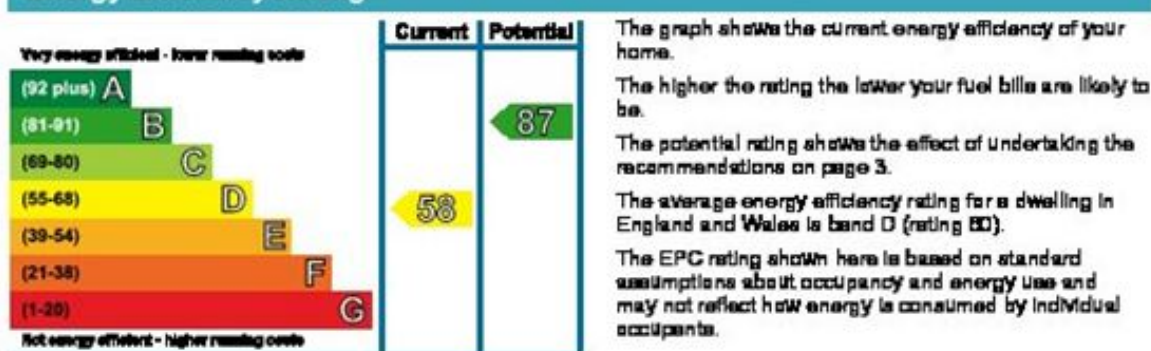 Current Potential
Very energy efficient - lower running costs
(92 plus) A
(81-91) B
(69-80) C
(55-68) D
(39-54) E
(21-38) F
(1-20) G
Not energy efficient - higher running costs
58
87
The graph shows the current energy efficiency of your
home.
The higher the rating the lower your fuel bills are likely to
be.
The potential rating shows the effect of undertaking the
recommendations on page 3.
The average energy efficiency rating for a dwelling in
England and Wales is band D (rating 60).
The EPC rating shown here is based on standard
assumptions about occupancy and energy use and
may not reflect how energy is consumed by individual
occupants.